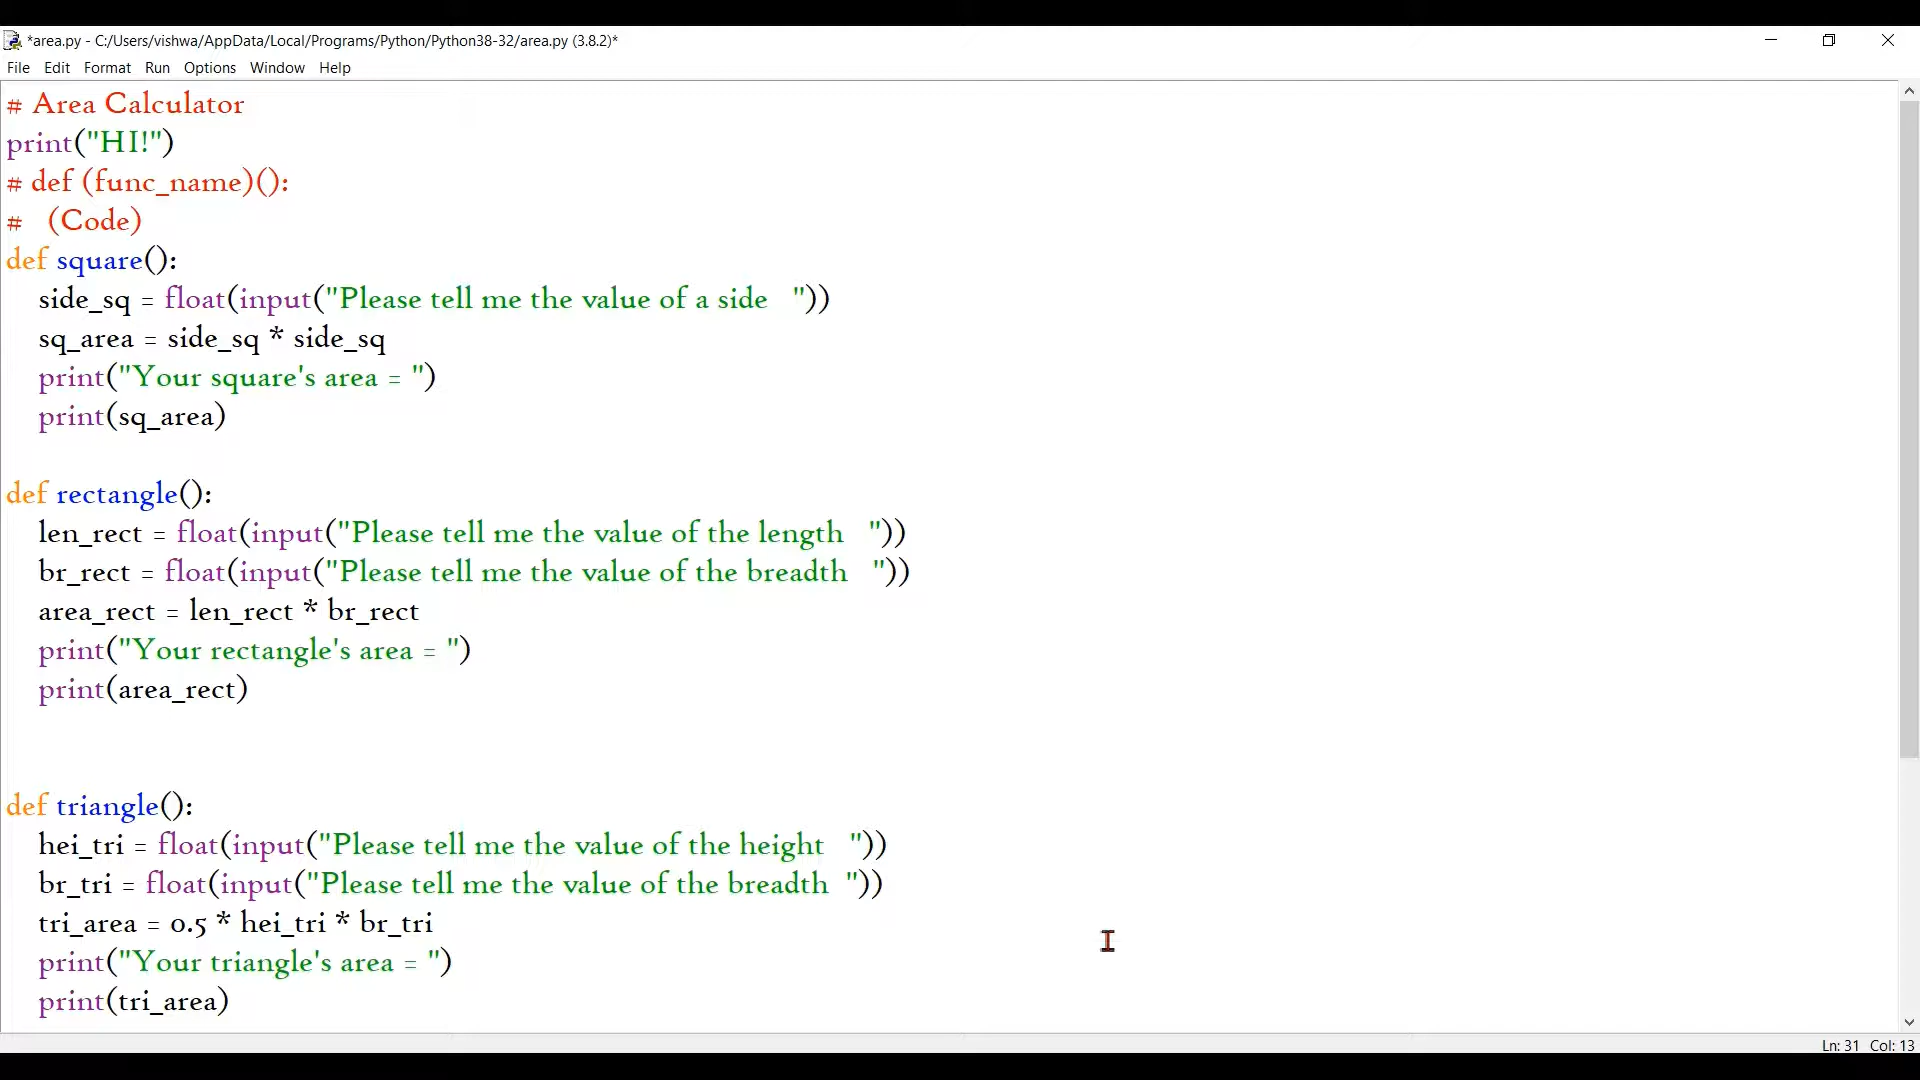 *area.py - C:/Users/vishwa/AppData/Local/Programs/Python/Python38-32/area.py (3.8.2)*
File Edit Format Run Options Window Help
# Area Calculator
print("HI!")
# def (func_name)():
#   (Code)
def square():
    side_sq = float(input("Please tell me the value of a side   "))
    sq_area = side_sq * side_sq
    print("Your square's area = ")
    print(sq_area)
def rectangle():
    len_rect = float(input("Please tell me the value of the length   "))
    br_rect = float(input("Please tell me the value of the breadth   "))
    area_rect = len_rect * br_rect
    print("Your rectangle's area = ")
    print(area_rect)
def triangle():
    hei_tri = float(input("Please tell me the value of the height   "))
    br_tri = float(input("Please tell me the value of the breadth  "))
    tri_area = 0.5 * hei_tri * br_tri
    print("Your triangle's area = ")
    print(tri_area)
Ln: 31 Col: 13